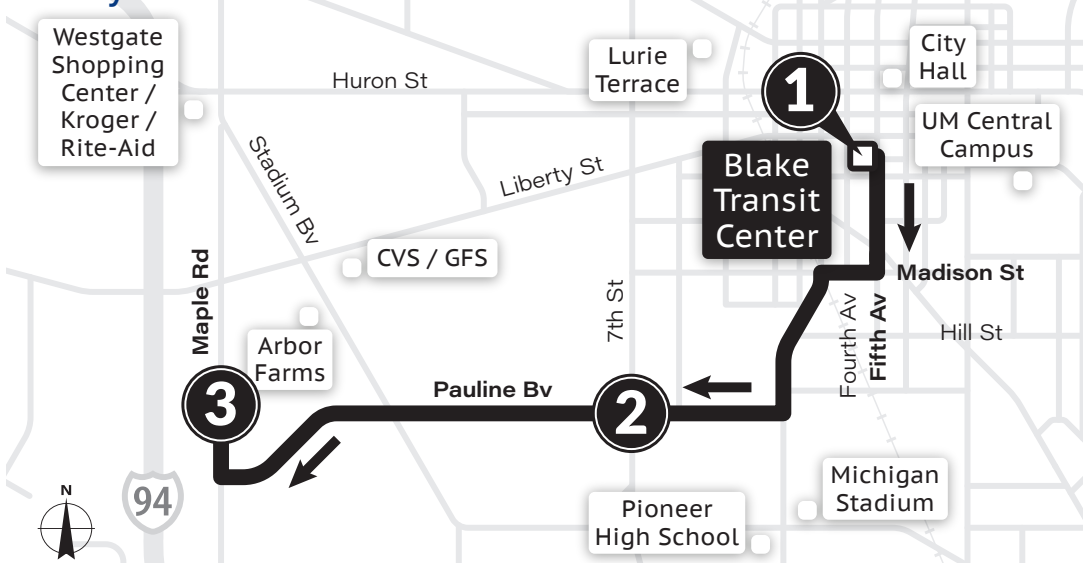 Westgate
Shopping
Center /
Kroger /
Rite-Aid
Huron St
Lurie
Terrace
1
City
Hall
UM Central
Campus
Blake
Transit
Center
Stadium Bv
Liberty St
CVS / GFS
Maple Rd
7th St
Madison St
Fourth Av
Fifth Av
Hill St
Arbor
Farms
3
Pauline Bv
2
Michigan
Stadium
Pioneer
High School
N
94